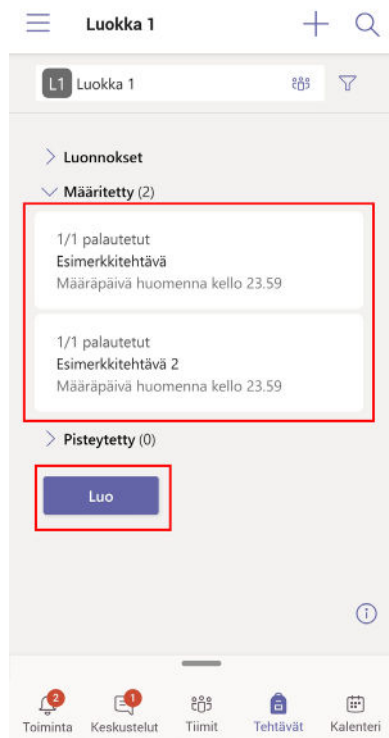 Luokka 1
L1 Luokka 1
Luonnokset
Määritetty (2)
1/1 palautetut
Esimerkkitehtävä
Määräpäivä huomenna kello 23.59
1/1 palautetut
Esimerkkitehtävä 2
Määräpäivä huomenna kello 23.59
Pisteytetty (0)
Luo
2 1
Toiminta Keskustelut Tiimit Tehtävät Kalenteri